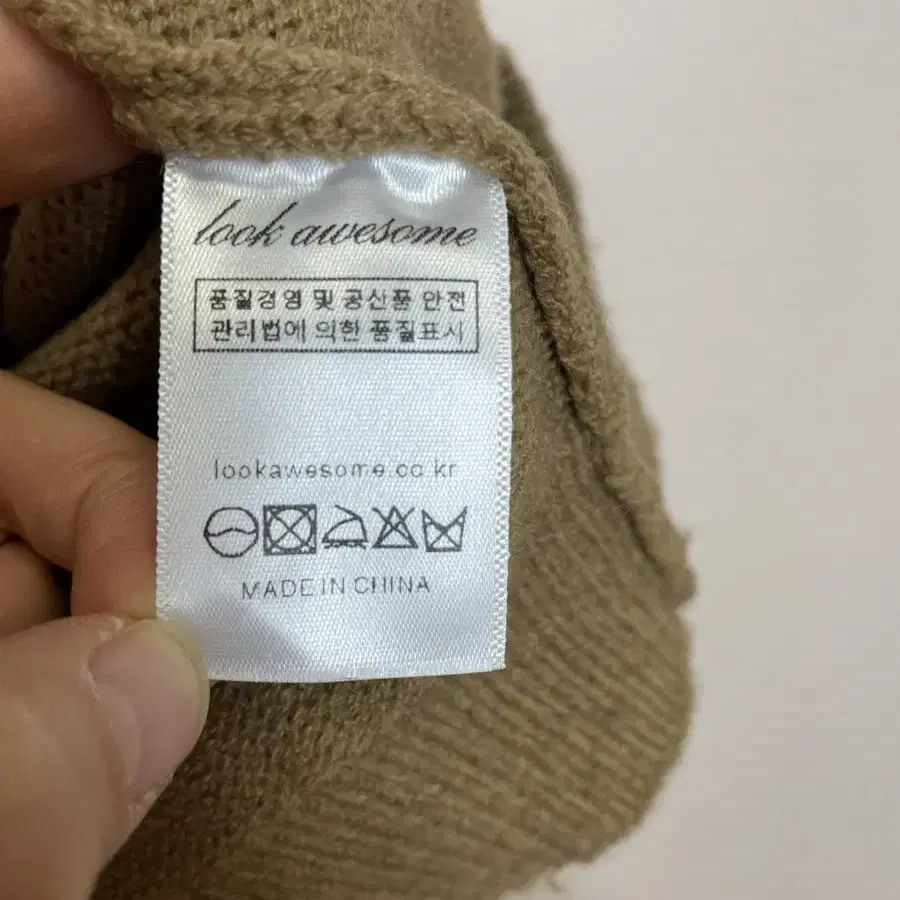 look awesome
품질경영 및 공산품 안전
관리법에 의한 품질표시
lookawesome.co.kr
MADE IN CHINA